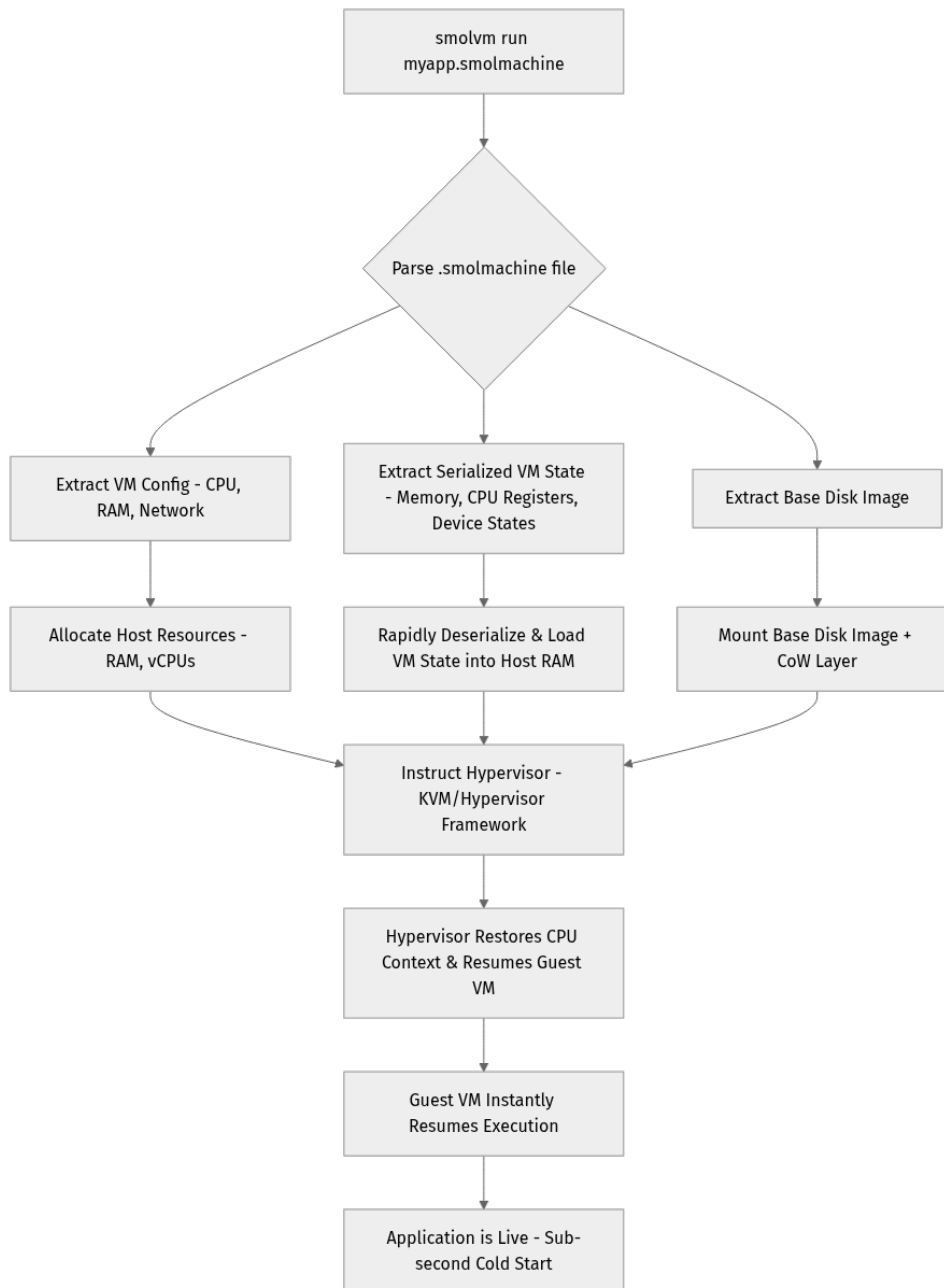 smolvm run
myapp.smolmachine
Parse .smolmachine file
Extract VM Config - CPU,
RAM, Network
Extract Serialized VM State
- Memory, CPU Registers,
Device States
Extract Base Disk Image
Allocate Host Resources -
RAM, vCPUs
Rapidly Deserialize & Load
VM State into Host RAM
Mount Base Disk Image +
CoW Layer
Instruct Hypervisor -
KVM/Hypervisor
Framework
Hypervisor Restores CPU
Context & Resumes Guest
VM
Guest VM Instantly
Resumes Execution
Application is Live - Sub-
second Cold Start